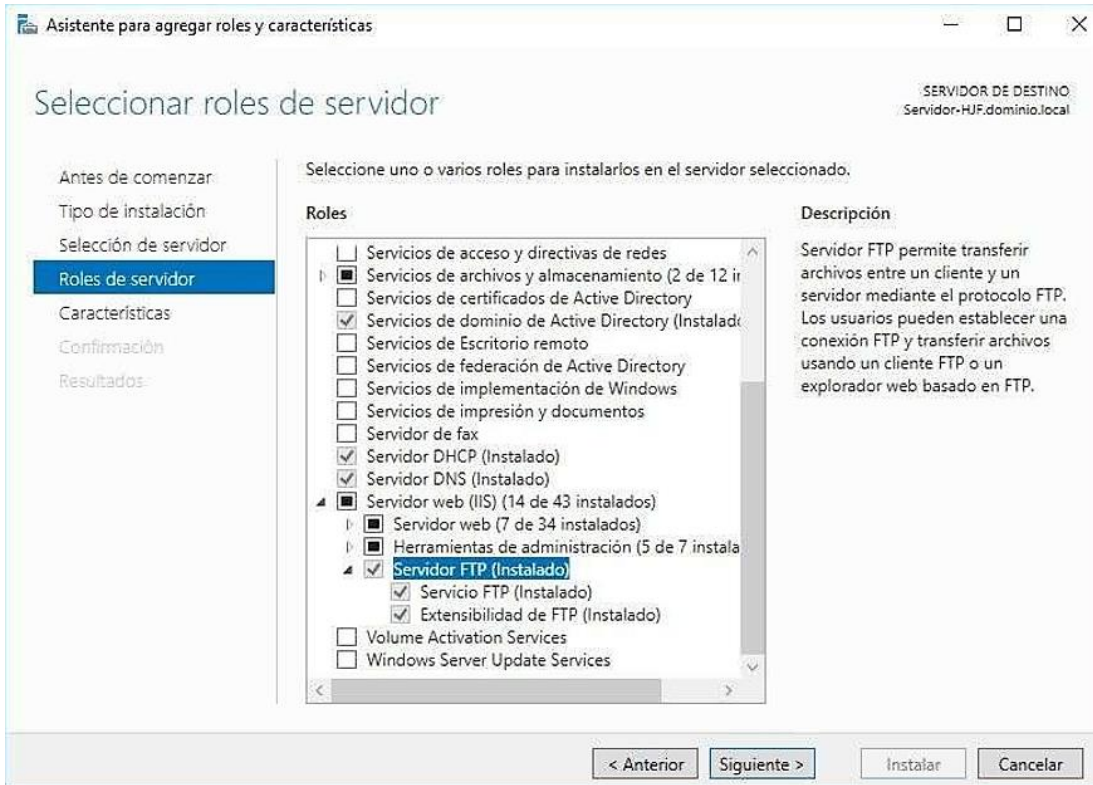 Asistente para agregar roles y características
Seleccionar roles de servidor
SERVIDOR DE DESTINO
Servidor-HJF.dominio.local
Antes de comenzar
Tipo de instalación
Selección de servidor
Roles de servidor
Características
Confirmación
Resultados
Seleccione uno o varios roles para instalarlos en el servidor seleccionado.
Roles
Servicios de acceso y directivas de redes
Servicios de archivos y almacenamiento (2 de 12 i
Servicios de certificados de Active Directory
Servicios de dominio de Active Directory (Instalado
Servicios de Escritorio remoto
Servicios de federación de Active Directory
Servicios de implementación de Windows
Servicios de impresión y documentos
Servidor de fax
Servidor DHCP (Instalado)
Servidor DNS (Instalado)
Servidor web (IIS) (14 de 43 instalados)
Servidor web (7 de 34 instalados)
Herramientas de administración (5 de 7 instala
Servidor FTP (Instalado)
Servicio FTP (Instalado)
Extensibilidad de FTP (Instalado)
Volume Activation Services
Windows Server Update Services
Descripción
Servidor FTP permite transferir
archivos entre un cliente y un
servidor mediante el protocolo FTP.
Los usuarios pueden establecer una
conexión FTP y transferir archivos
usando un cliente FTP o un
explorador web basado en FTP.
< Anterior
Siguiente >
Instalar
Cancelar